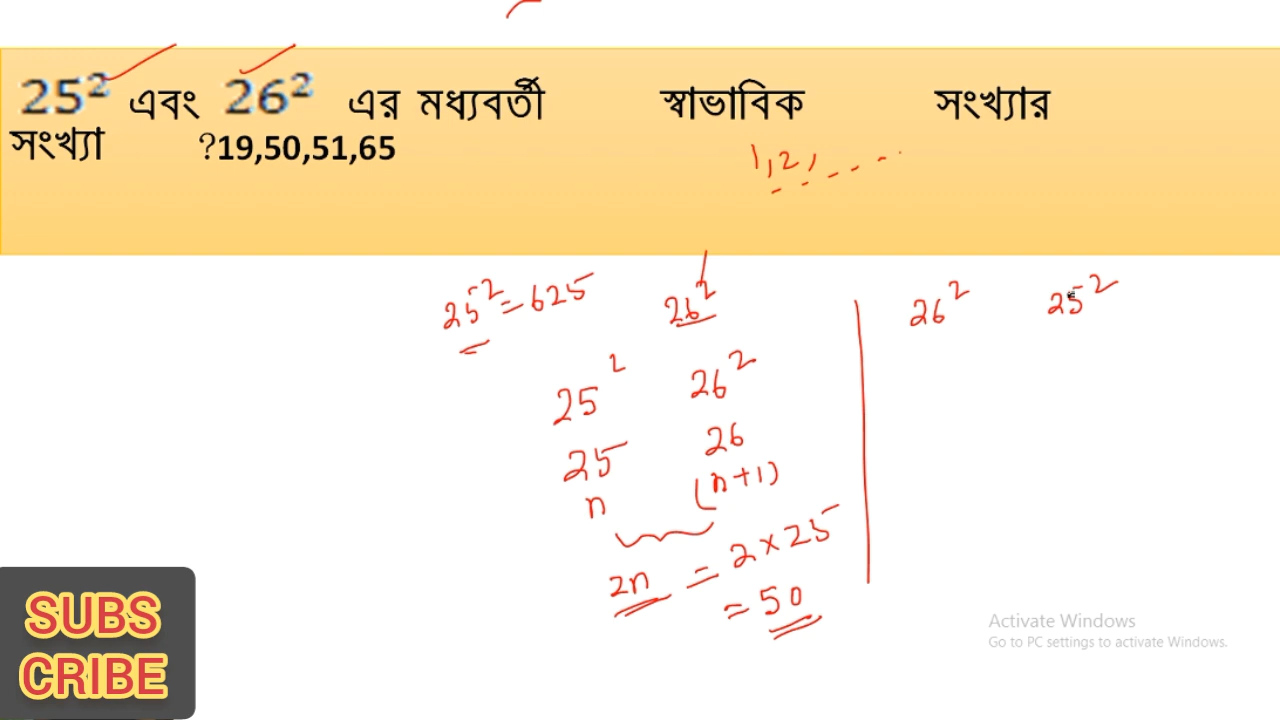 25² এবং 26² এর মধ্যবর্তী স্বাভাবিক সংখ্যার
সংখ্যা ?19,50,51,65
1, 2, - - - - -
25² = 625 26²
26² 25²
25² 26²
25 26
n (n+1)
2n = 2×25
= 50
SUBS
CRIBE
Activate Windows
Go to PC settings to activate Windows.